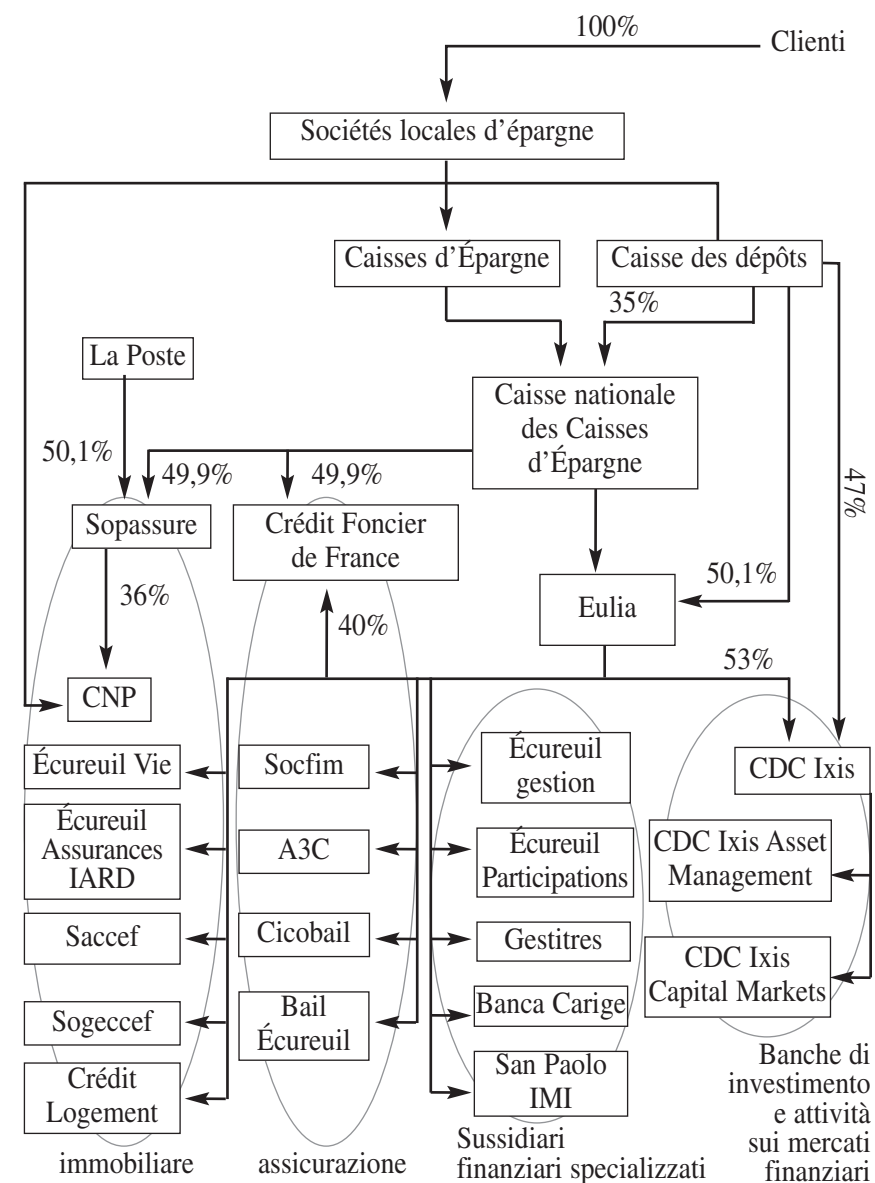 100%
Clienti
Sociétés locales d'épargne
Caisses d'Épargne
Caisse des dépôts
35%
La Poste
Caisse nationale
des Caisses
d'Épargne
50,1%
49,9%
49,9%
47%
Sopassure
Crédit Foncier
de France
36%
40%
Eulia
50,1%
53%
CNP
Écureuil Vie
Socfim
Écureuil
gestion
CDC Ixis
Écureuil
Assurances
IARD
A3C
Écureuil
Participations
CDC Ixis Asset
Management
Saccef
Cicobail
Gestitres
CDC Ixis
Capital Markets
Sogeccef
Bail
Écureuil
Banca Carige
Crédit
Logement
San Paolo
IMI
immobiliare
assicurazione
Sussidiari
finanziari specializzati
Banche di
investimento
e attività
sui mercati
finanziari